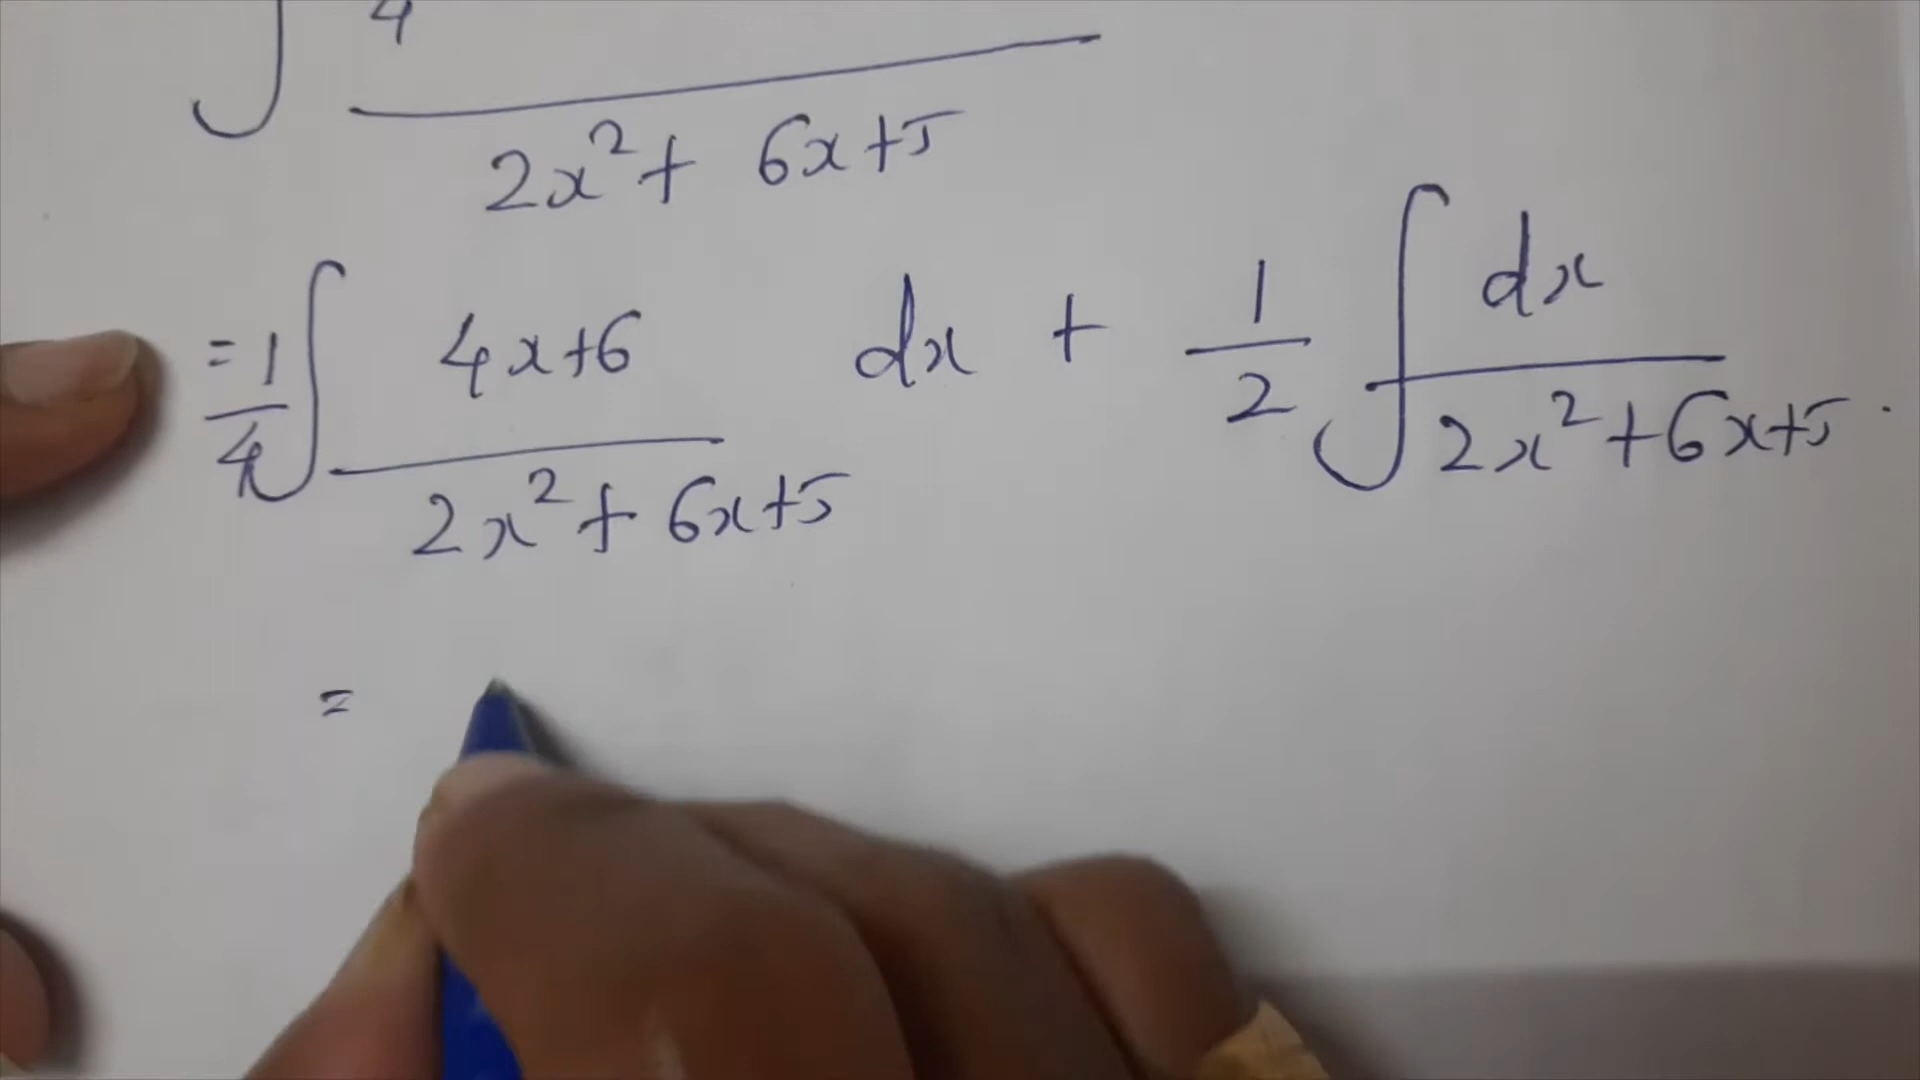 ∫ 4
2x² + 6x+5
= 1/4 ∫ 4x+6 / 2x² + 6x+5 dx + 1/2 ∫ dx / 2x² + 6x+5
=